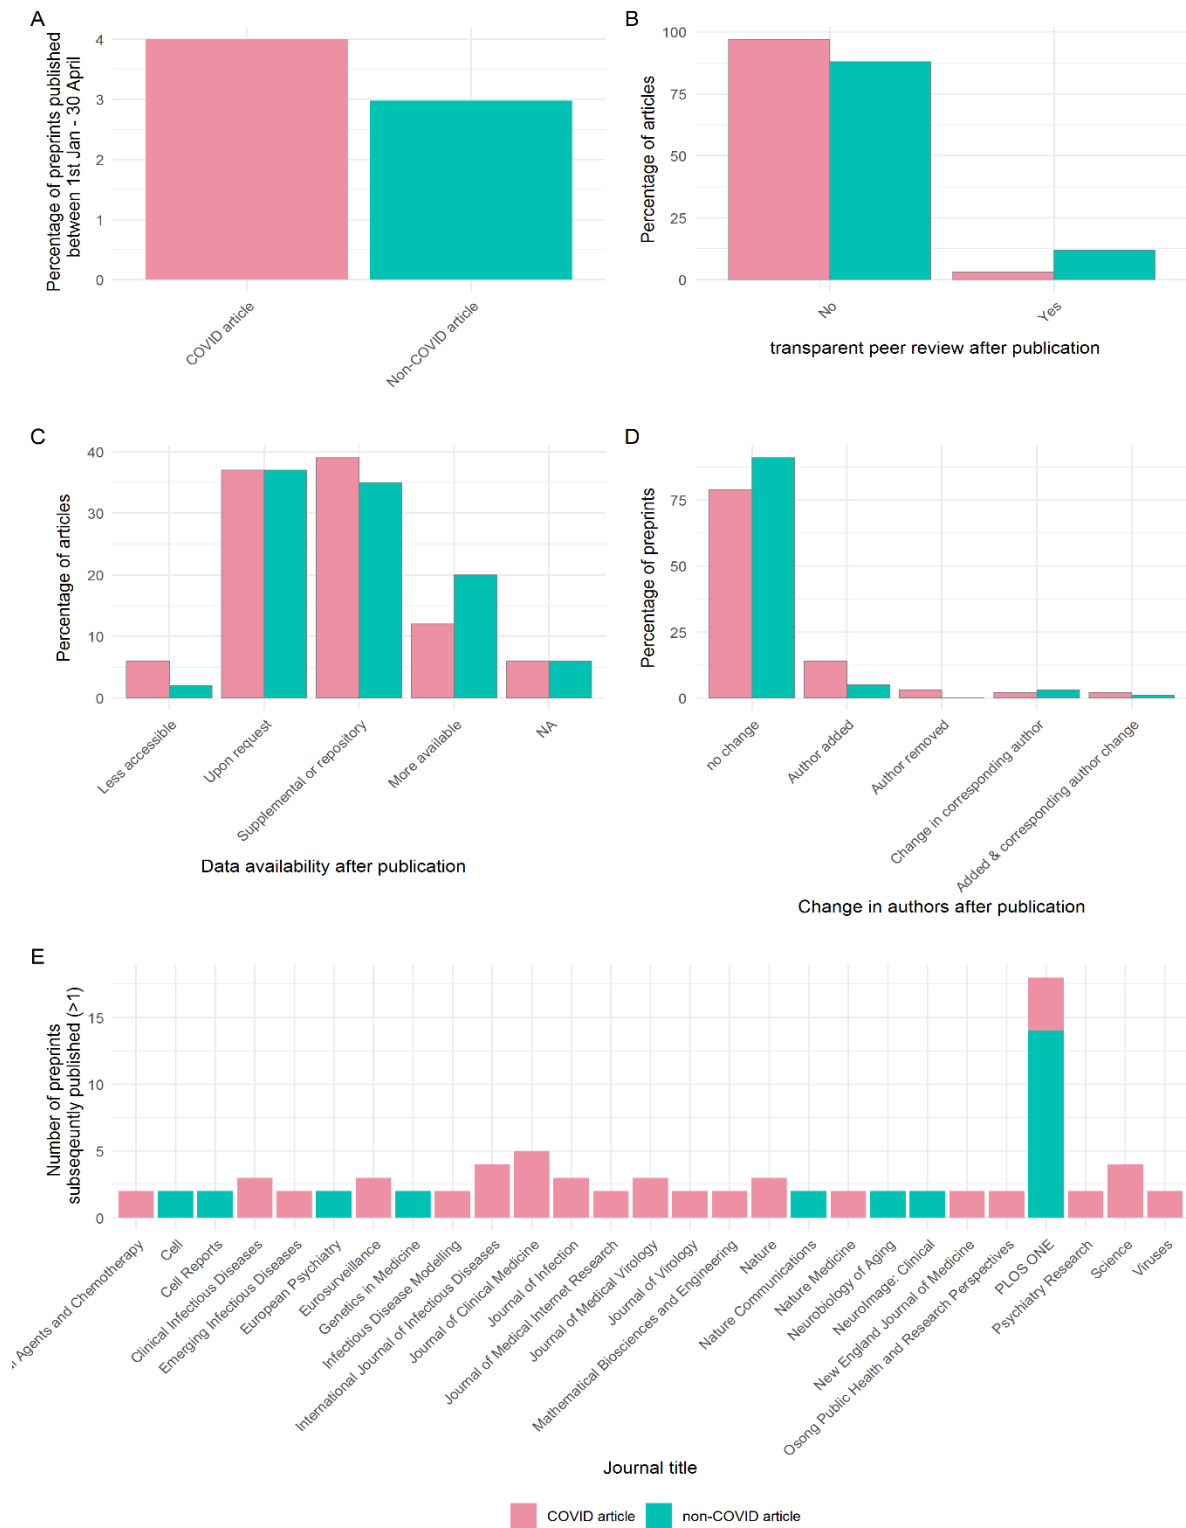 A
Percentage of preprints published
between 1st Jan - 30 April
4
3
2
1
0
COVID article
Non-COVID article
B
Percentage of articles
100
75
50
25
0
No
Yes
transparent peer review after publication
C
Percentage of articles
40
30
20
10
0
Less accessible
Upon request
Supplemental or repository
More available
NA
Data availability after publication
D
Percentage of preprints
75
50
25
0
no change
Author added
Author removed
Change in corresponding author
Added & corresponding author change
Change in authors after publication
E
Number of preprints
subseqeuntly published (>1)
15
10
5
0
Agents and Chemotherapy
Cell
Cell Reports
Clinical Infectious Diseases
Emerging Infectious Diseases
European Psychiatry
Eurosurveillance
Genetics in Medicine
Infectious Disease Modelling
International Journal of Infectious Diseases
Journal of Clinical Medicine
Journal of Infection
Journal of Medical Internet Research
Journal of Medical Virology
Journal of Virology
Mathematical Biosciences and Engineering
Nature
Nature Communications
Nature Medicine
Neurobiology of Aging
NeuroImage: Clinical
New England Journal of Medicine
Osong Public Health and Research Perspectives
PLOS ONE
Psychiatry Research
Science
Viruses
Journal title
COVID article
non-COVID article